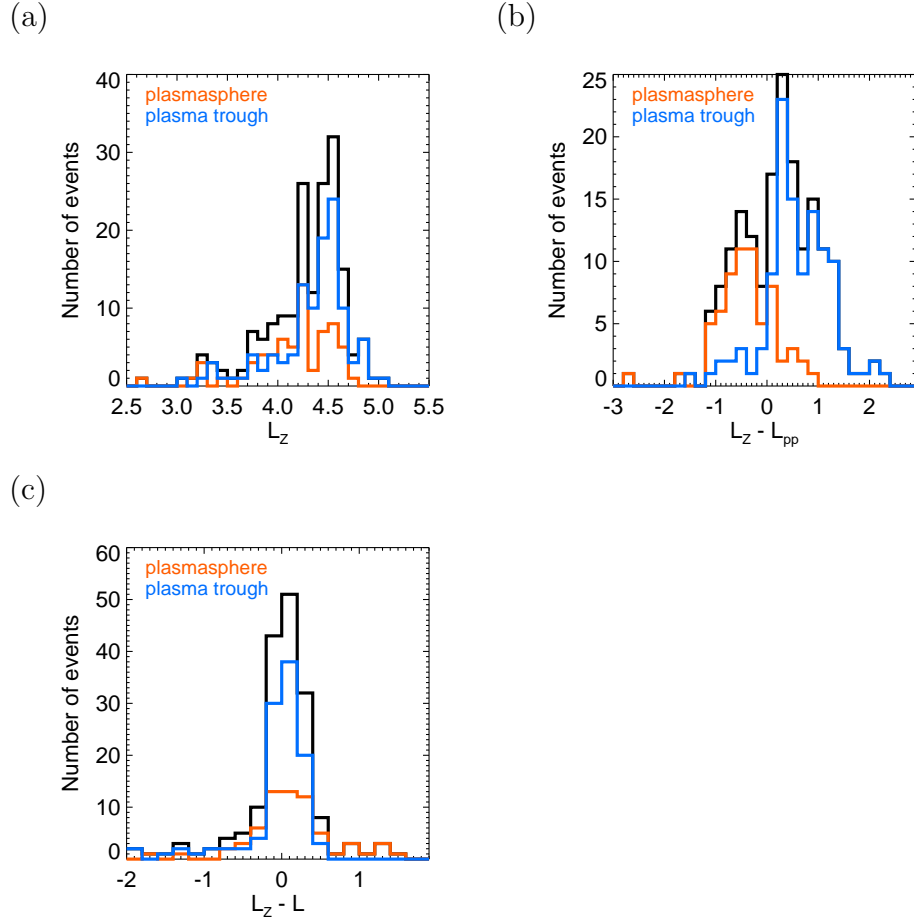 (a)
40
30
20
10
0
Number of events
plasmasphere
plasma trough
2.5 3.0 3.5 4.0 4.5 5.0 5.5
L_Z
(b)
25
20
15
10
5
0
Number of events
plasmasphere
plasma trough
-3 -2 -1 0 1 2
L_Z - L_pp
(c)
60
50
40
30
20
10
0
Number of events
plasmasphere
plasma trough
-2 -1 0 1
L_Z - L